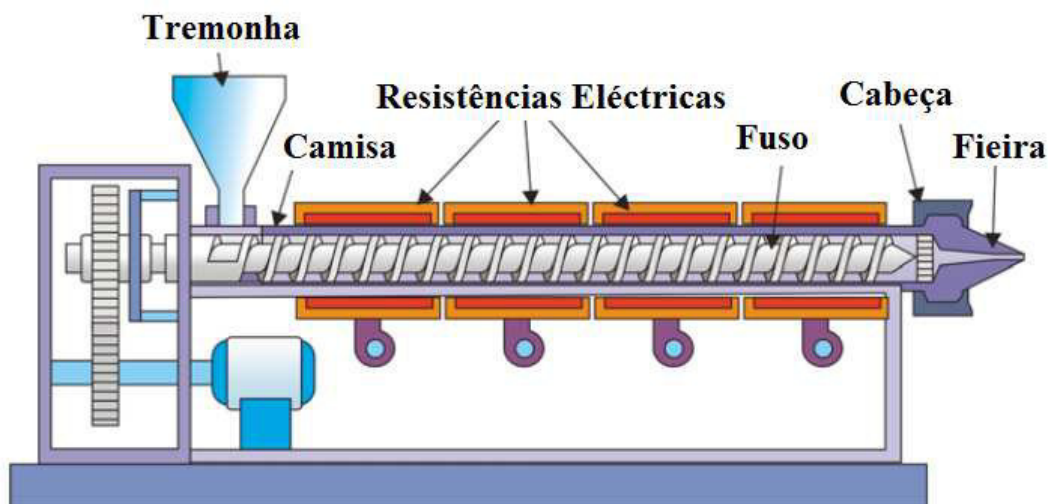 Tremonha
Resistências Eléctricas
Cabeça
Camisa
Fuso
Fieira